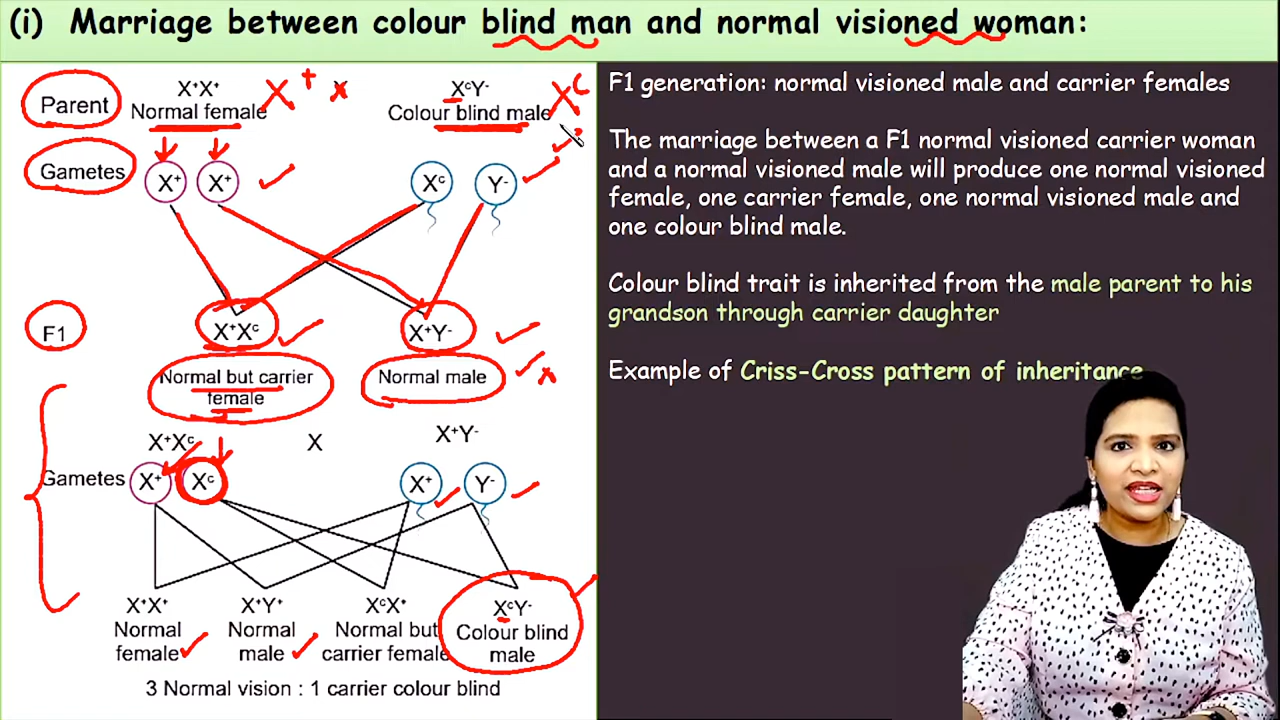 (i) Marriage between colour blind man and normal visioned woman:
Parent
X⁺X⁺
Normal female
X⁺ x
X
XᶜY⁻
Colour blind male
Xᶜ
Gametes
X⁺ X⁺ Xᶜ Y⁻
F1
X⁺Xᶜ X⁺Y⁻
Normal but carrier
female
Normal male
X⁺Xᶜ X X⁺Y⁻
Gametes X⁺ Xᶜ X⁺ Y⁻
X⁺X⁺ X⁺Y⁺ XᶜX⁺ XᶜY⁻
Normal Normal Normal but Colour blind
female male carrier female male
3 Normal vision : 1 carrier colour blind
F1 generation: normal visioned male and carrier females
The marriage between a F1 normal visioned carrier woman
and a normal visioned male will produce one normal visioned
female, one carrier female, one normal visioned male and
one colour blind male.
Colour blind trait is inherited from the male parent to his
grandson through carrier daughter
Example of Criss-Cross pattern of inheritance